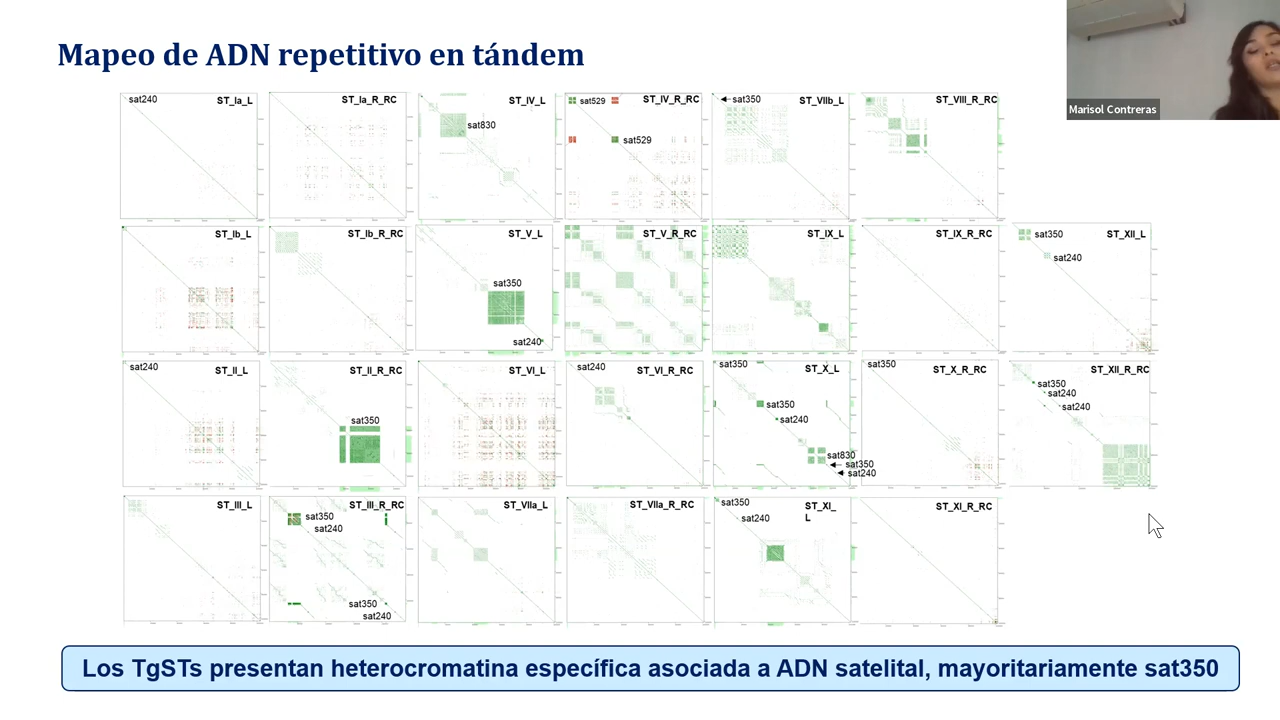 Mapeo de ADN repetitivo en tándem
Marisol Contreras
sat240 ST_Ia_L
ST_Ia_R_RC
ST_IV_L
sat830
sat529 ST_IV_R_RC
sat529
sat350 ST_VIIb_L
ST_VIII_R_RC
ST_Ib_L
ST_Ib_R_RC
ST_V_L
sat350
sat240
ST_V_R_RC
ST_IX_L
ST_IX_R_RC
sat350 ST_XII_L
sat240
sat240 ST_II_L
ST_II_R_RC
sat350
ST_VI_L
sat240 ST_VI_R_RC
sat350 ST_X_L
sat350
sat240
sat830
sat350
sat240
sat350 ST_X_R_RC
ST_XII_R_RC
sat350
sat240
sat240
ST_III_L
ST_III_R_RC
sat350
sat240
sat350
sat240
ST_VIIa_L
ST_VIIa_R_RC
sat350 ST_XI_
L
sat240
ST_XI_R_RC
Los TgSTs presentan heterocromatina específica asociada a ADN satelital, mayoritariamente sat350